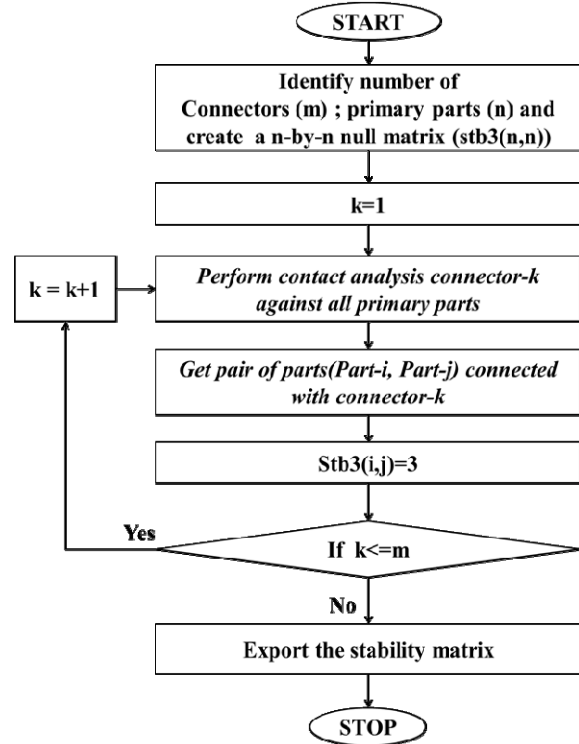 START
Identify number of
Connectors (m) ; primary parts (n) and
create a n-by-n null matrix (stb3(n,n))
k=1
k = k+1
Perform contact analysis connector-k
against all primary parts
Get pair of parts(Part-i, Part-j) connected
with connector-k
Stb3(i,j)=3
Yes
If k<=m
No
Export the stability matrix
STOP